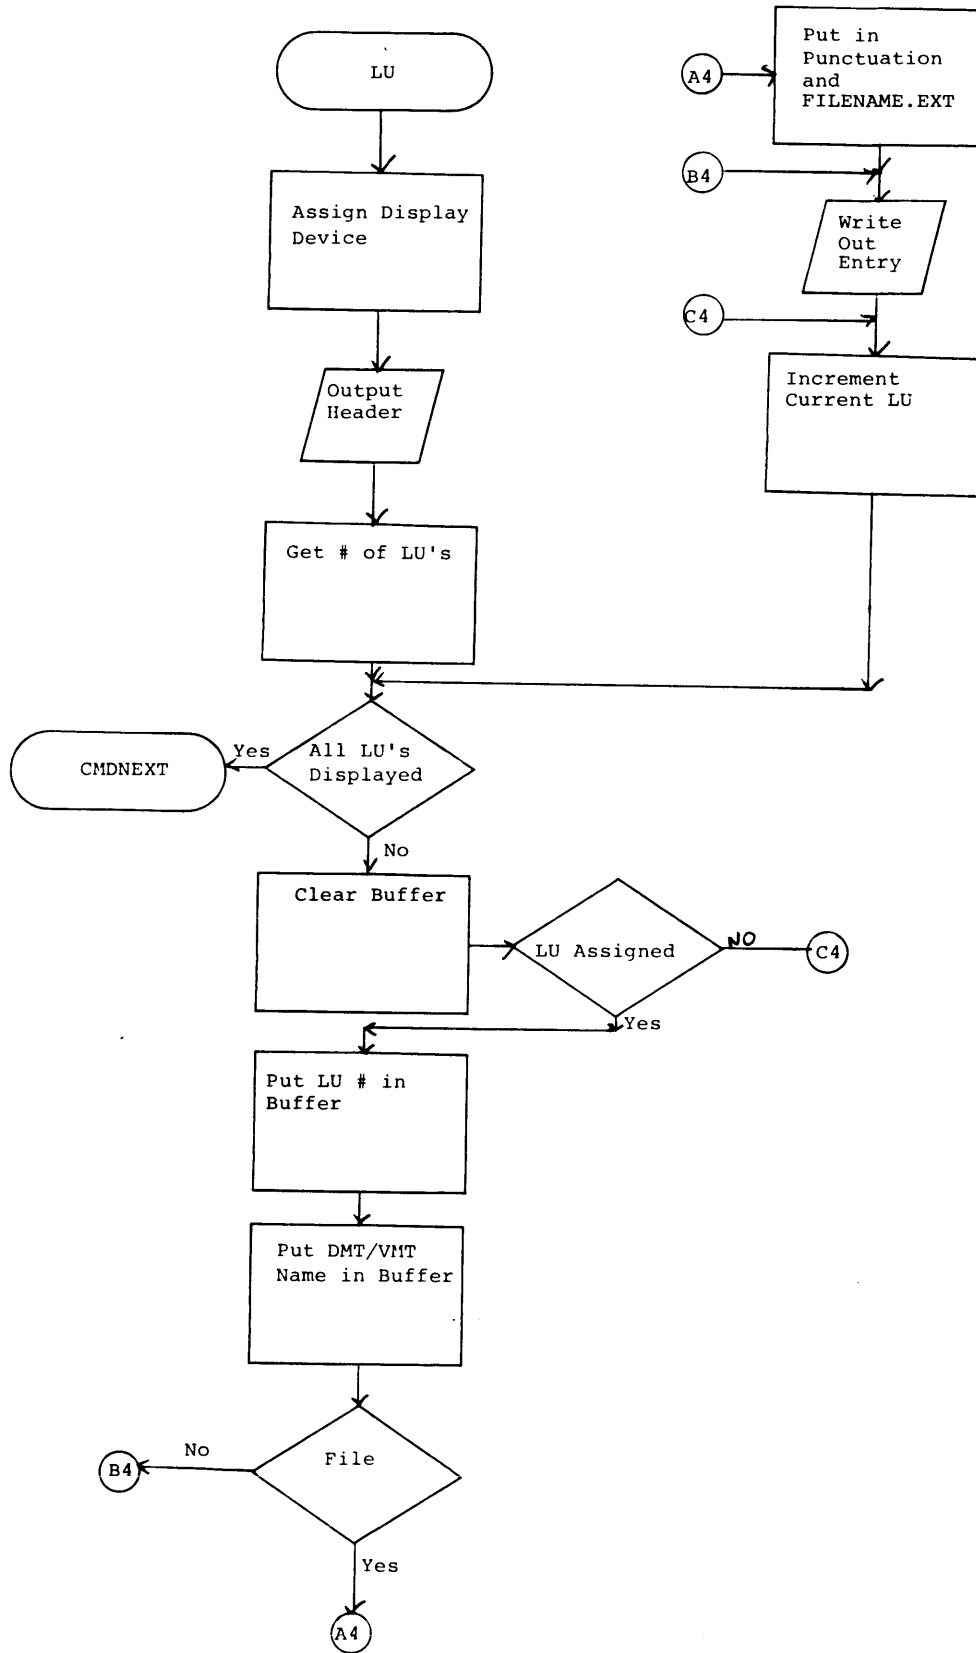 LU
Assign Display
Device
Output
Header
Get # of LU's
All LU's
Displayed
Yes
CMDNEXT
No
Clear Buffer
LU Assigned
NO
C4
Yes
Put LU # in
Buffer
Put DMT/VMT
Name in Buffer
File
No
B4
Yes
A4
A4
Put in
Punctuation
and
FILENAME.EXT
B4
Write
Out
Entry
C4
Increment
Current LU